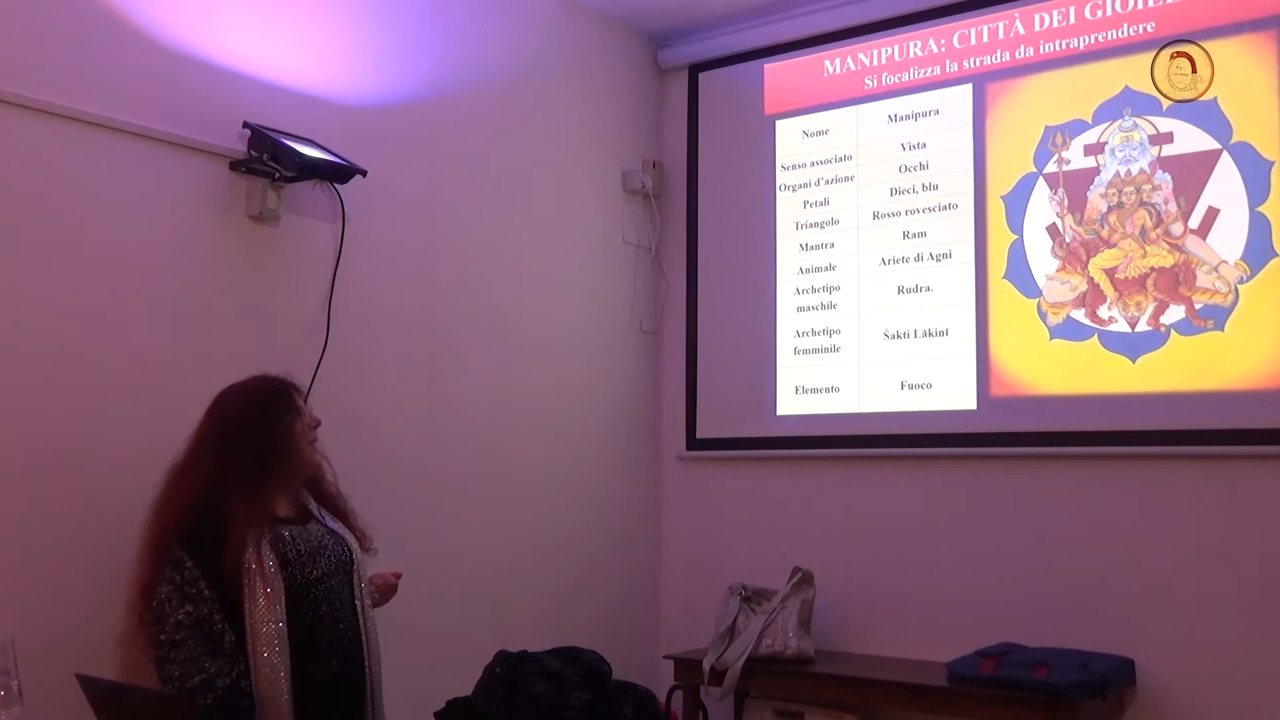 MANIPURA: CITTÀ DEI
Si focalizza la strada da intraprendere
Nome Manipura
Senso associato Vista
Organi d'azione Occhi
Petali Dieci, blu
Triangolo Rosso rovesciato
Mantra Ram
Animale Ariete di Agni
Archetipo maschile Rudra.
Archetipo femminile Śakti Lākinī
Elemento Fuoco